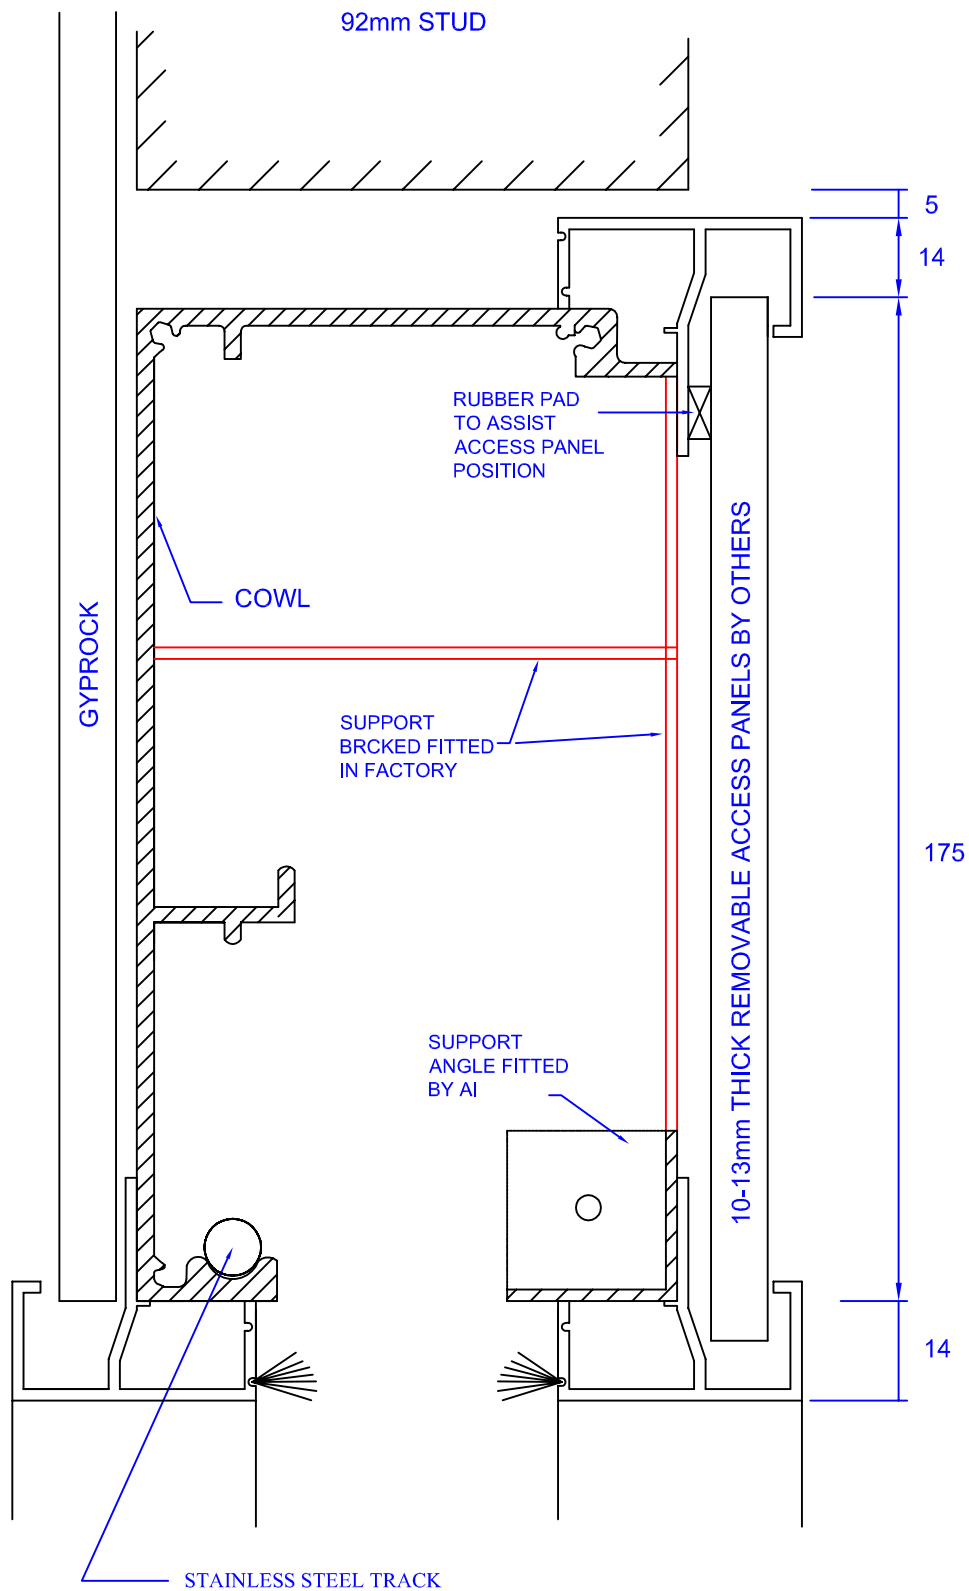 92mm STUD
5
14
RUBBER PAD
TO ASSIST
ACCESS PANEL
POSITION
COWL
GYPROCK
SUPPORT
BRCKED FITTED
IN FACTORY
10-13mm THICK REMOVABLE ACCESS PANELS BY OTHERS
175
SUPPORT
ANGLE FITTED
BY AI
14
STAINLESS STEEL TRACK